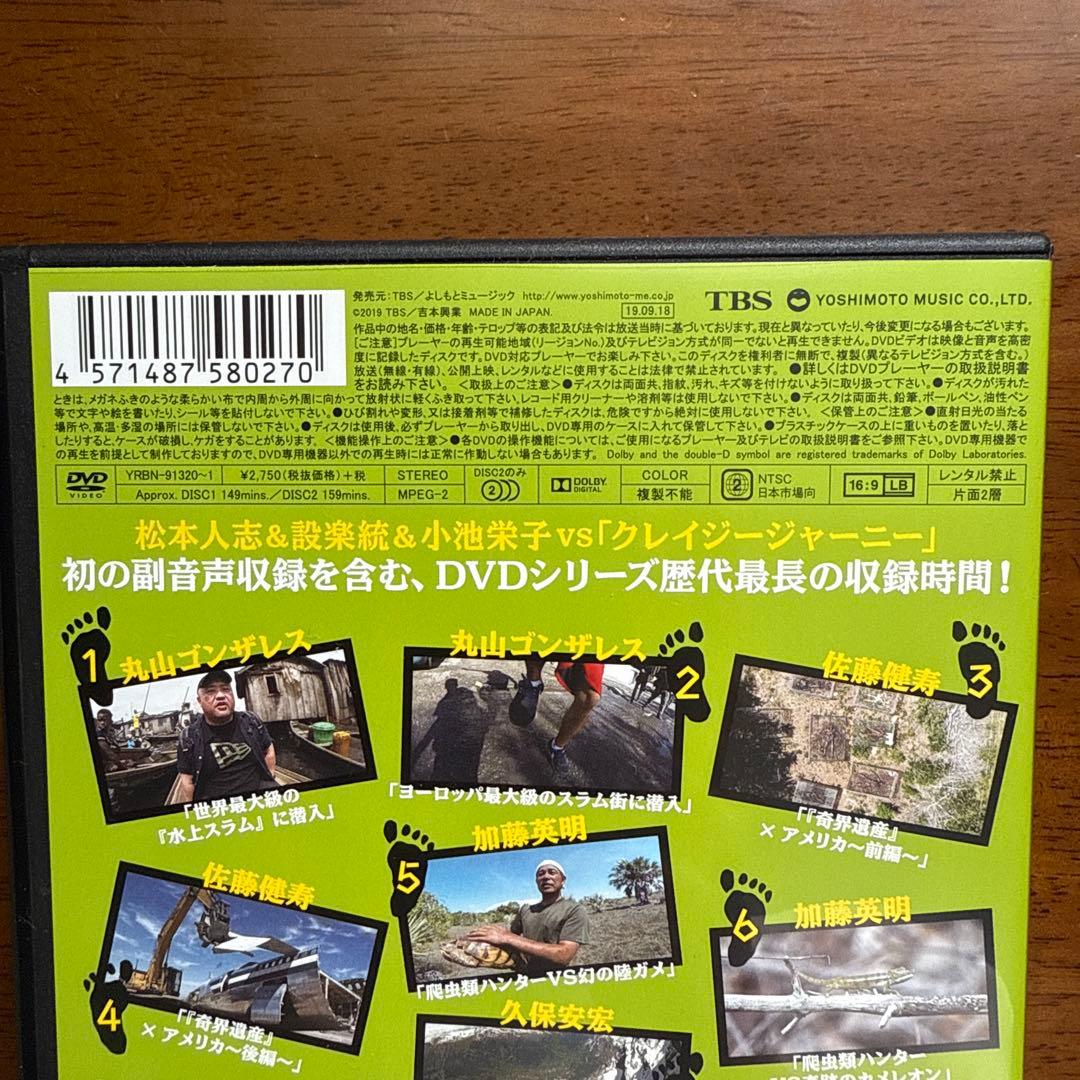 4 571487 580270
発売元:TBS/よしもとミュージック http://www.yoshimoto-me.co.jp
©2019 TBS/吉本興業 MADE IN JAPAN. 19.09.18
TBS YOSHIMOTO MUSIC CO.,LTD.
作品中の地名・価格・年齢・テロップ等の表記及び法令は放送当時に基づいております。現在と異なっていたり、今後変更になる場合もございます。
[ご注意]プレーヤーの再生可能地域(リージョンNo.)及びテレビジョン方式が同一でないと再生できません。DVDビデオは映像と音声を高密
度に記録したディスクです。DVD対応プレーヤーでお楽しみ下さい。このディスクを権利者に無断で、複製(異なるテレビジョン方式を含む。)
放送(無線・有線)、公開上映、レンタルなどに使用することは法律で禁止されています。 ●詳しくはDVDプレーヤーの取扱説明書
をお読み下さい。 <取扱上のご注意>●ディスクは両面共、指紋、汚れ、キズ等を付けないように取り扱って下さい。●ディスクが汚れた
ときは、メガネふきのような柔らかい布で内周から外周に向かって放射状に軽くふき取って下さい。レコード用クリーナーや溶剤等は使用しないで下さい。●ディスクは両面共、鉛筆、ボールペン、油性ペン
等で文字や絵を書いたり、シール等を貼付しないで下さい。●ひび割れや変形、又は接着剤等で補修したディスクは、危険ですから絶対に使用しないで下さい。 <保管上のご注意>●直射日光の当たる
場所や、高温・多湿の場所には保管しないで下さい。●ディスクは使用後、必ずプレーヤーから取り出し、DVD専用のケースに入れて保管して下さい。●プラスチックケースの上に重いものを置いたり、落と
したりすると、ケースが破損し、ケガをすることがあります。<機能操作上のご注意>●各DVDの操作機能については、ご使用になるプレーヤー及びテレビの取扱説明書をご参照下さい。DVD専用機器で
の再生を前提として制作しておりますので、DVD専用機器以外での再生時には正常に作動しない場合もあります。 Dolby and the double-D symbol are registered trademarks of Dolby Laboratories.
DVD VIDEO YRBN-91320~1 ¥2,750(税抜価格)+税 STEREO DISC2のみ 2 DOLBY DIGITAL COLOR 2 NTSC 16:9 LB レンタル禁止
Approx. DISC1 149mins./DISC2 159mins. MPEG-2 複製不能 日本市場向 片面2層
松本人志&設楽統&小池栄子vs「クレイジージャーニー」
初の副音声収録を含む、DVDシリーズ歴代最長の収録時間!
1 丸山ゴンザレス
「世界最大級の
『水上スラム』に潜入」
丸山ゴンザレス 2
「ヨーロッパ最大級のスラム街に潜入」
佐藤健寿 3
「『奇界遺産』
× アメリカ〜前編〜」
佐藤健寿
4
「『奇界遺産』
× アメリカ〜後編〜」
5 加藤英明
「爬虫類ハンターVS幻の陸ガメ」
6 加藤英明
「爬虫類ハンター
VS奇跡のカメレオン」
久保安宏